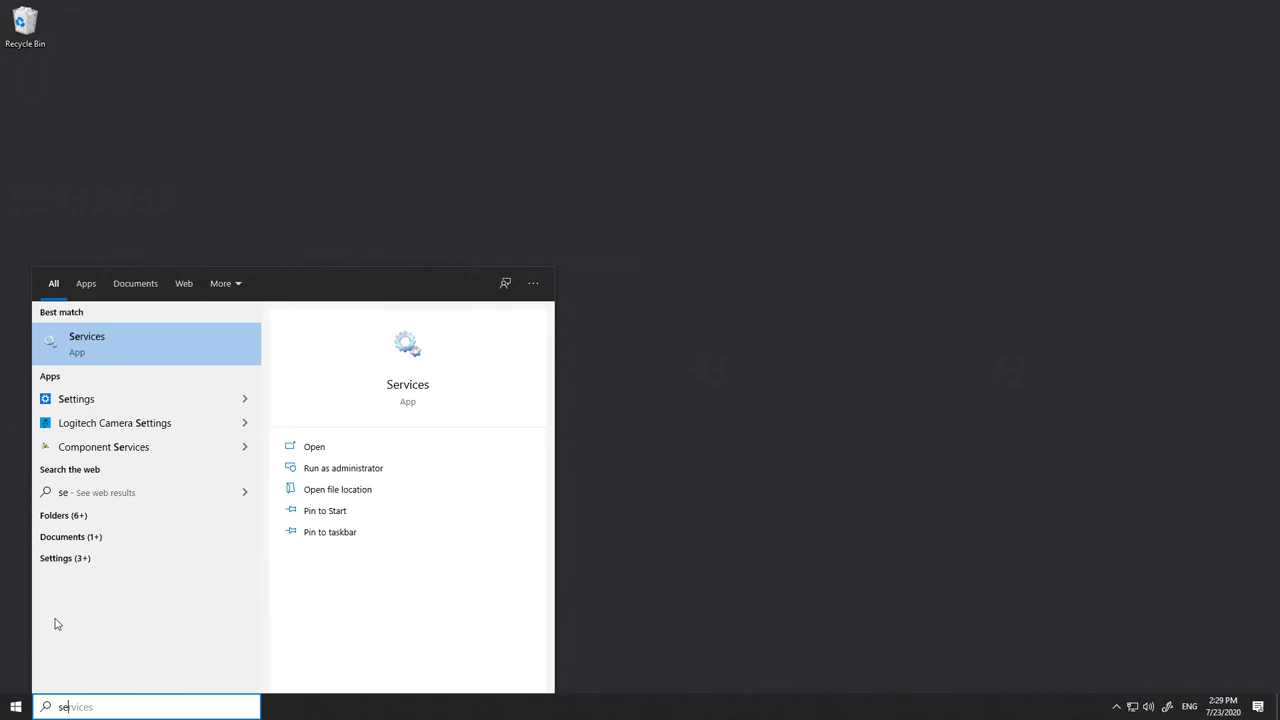 Recycle Bin
All Apps Documents Web More
Best match
Services
App
Apps
Settings
Logitech Camera Settings
Component Services
Search the web
se - See web results
Folders (6+)
Documents (1+)
Settings (3+)
Services
App
Open
Run as administrator
Open file location
Pin to Start
Pin to taskbar
services
ENG
2:29 PM
7/23/2020